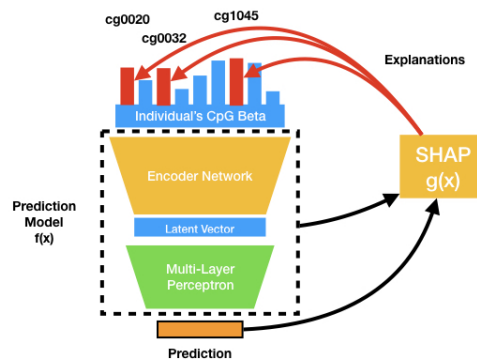 cg0020
cg0032
cg1045
Explanations
Individual's CpG Beta
Encoder Network
SHAP
g(x)
Prediction
Model
f(x)
Latent Vector
Multi-Layer
Perceptron
Prediction